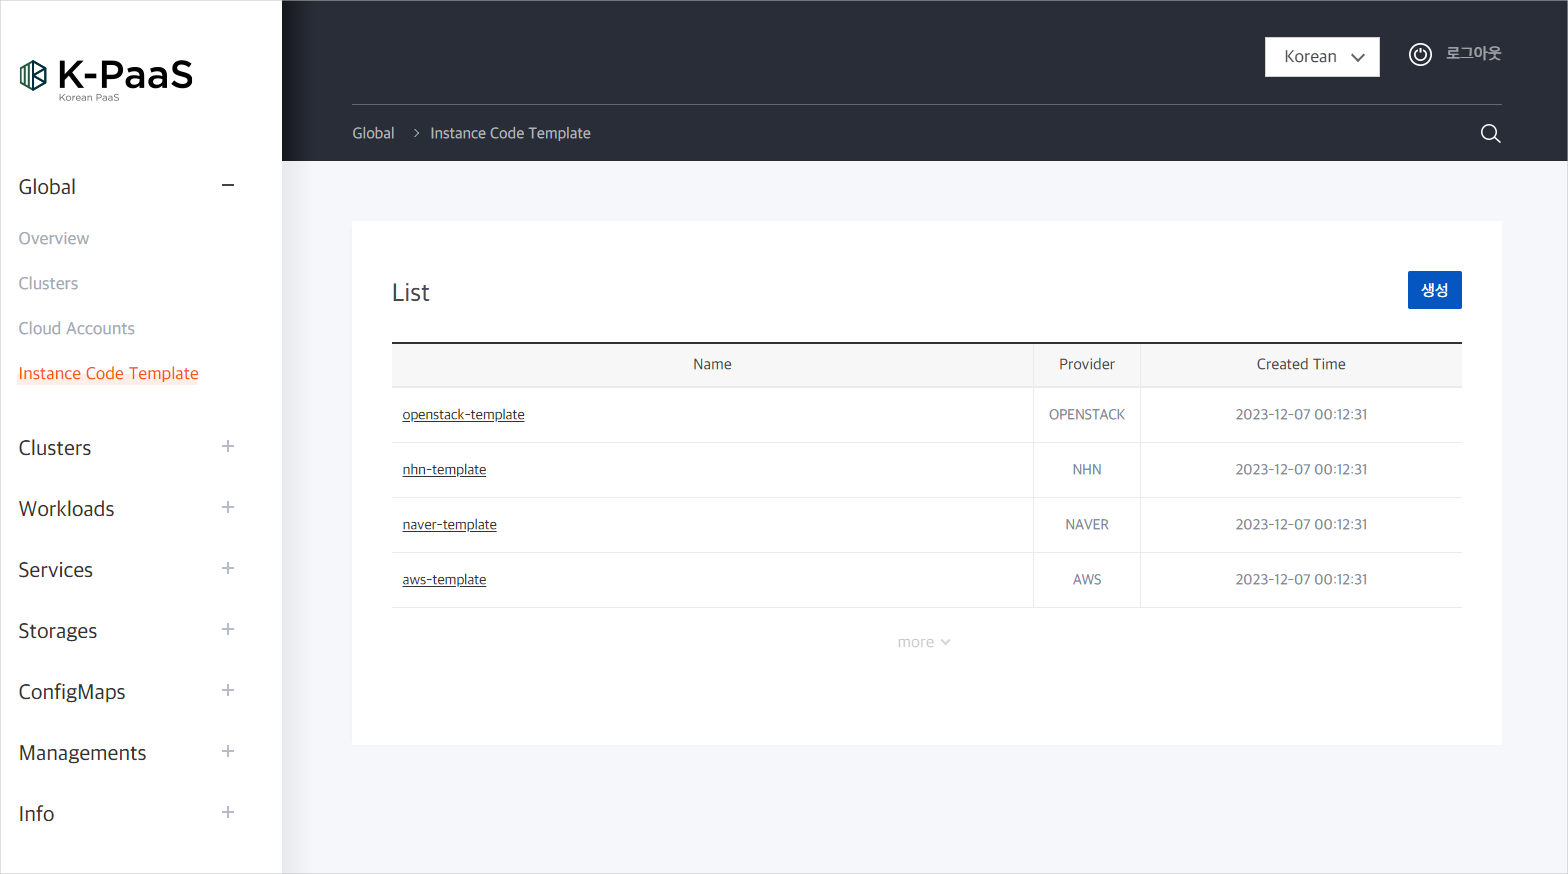 K-PaaS
Korean PaaS
Korean
로그아웃
Global > Instance Code Template
Global
Overview
Clusters
Cloud Accounts
Instance Code Template
Clusters
Workloads
Services
Storages
ConfigMaps
Managements
Info
List
생성
Name Provider Created Time
openstack-template OPENSTACK 2023-12-07 00:12:31
nhn-template NHN 2023-12-07 00:12:31
naver-template NAVER 2023-12-07 00:12:31
aws-template AWS 2023-12-07 00:12:31
more